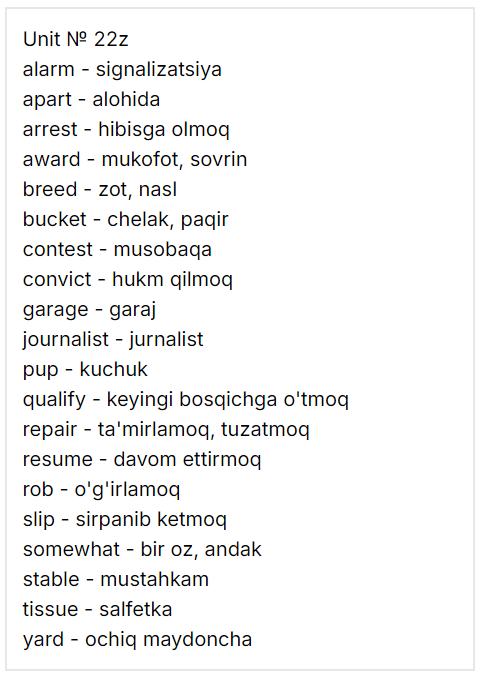 Unit № 22z
alarm - signalizatsiya
apart - alohida
arrest - hibisga olmoq
award - mukofot, sovrin
breed - zot, nasl
bucket - chelak, paqir
contest - musobaqa
convict - hukm qilmoq
garage - garaj
journalist - jurnalist
pup - kuchuk
qualify - keyingi bosqichga o'tmoq
repair - ta'mirlamoq, tuzatmoq
resume - davom ettirmoq
rob - o'g'irlamoq
slip - sirpanib ketmoq
somewhat - bir oz, andak
stable - mustahkam
tissue - salfetka
yard - ochiq maydoncha